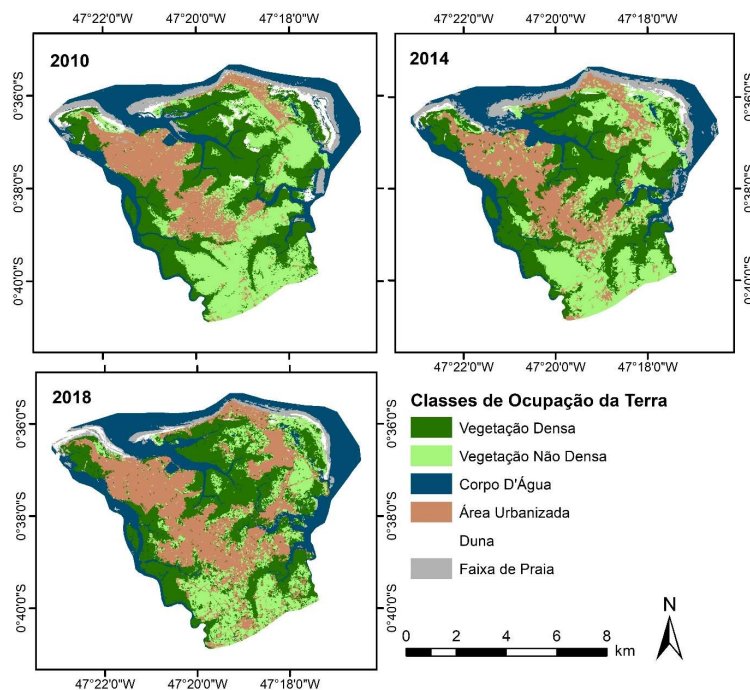 47°22'0"W 47°20'0"W 47°18'0"W
47°22'0"W 47°20'0"W 47°18'0"W
2010
2014
0°36'0"S
0°38'0"S
0°40'0"S
0°36'0"S
0°38'0"S
0°40'0"S
47°22'0"W 47°20'0"W 47°18'0"W
2018
0°36'0"S
0°38'0"S
0°40'0"S
47°22'0"W 47°20'0"W 47°18'0"W
Classes de Ocupação da Terra
Vegetação Densa
Vegetação Não Densa
Corpo D'Água
Área Urbanizada
Duna
Faixa de Praia
N
0 2 4 6 8
km